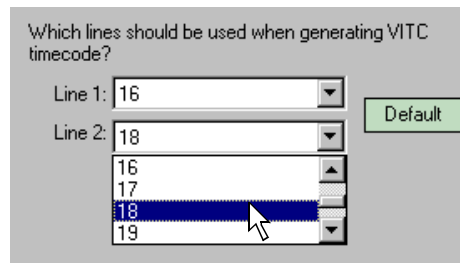 Which lines should be used when generating VITC
timecode?
Line 1: 16
Default
Line 2: 18
16
17
18
19